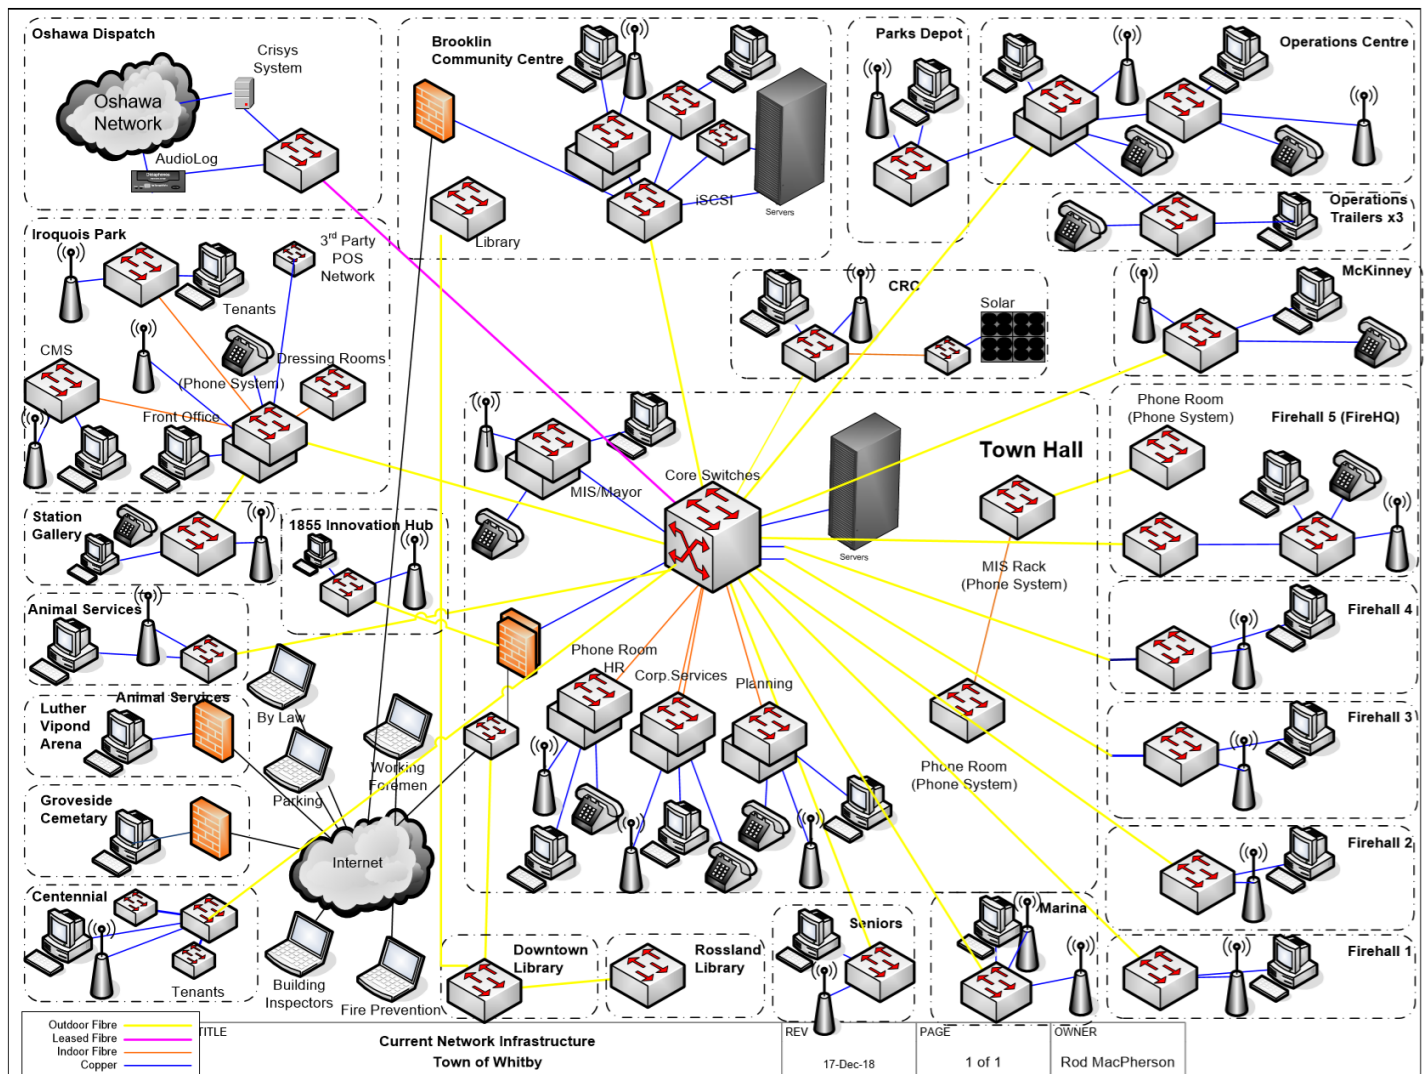 Oshawa Dispatch
Crisys
System
Oshawa
Network
AudioLog
Brooklin
Community Centre
Library
iSCSI
Servers
Parks Depot
Operations Centre
Operations
Trailers x3
Iroquois Park
3rd Party
POS
Network
Tenants
CMS
(Phone System)
Dressing Rooms
Front Office
CRC
Solar
McKinney
Phone Room
(Phone System)
Firehall 5 (FireHQ)
Town Hall
Core Switches
MIS/Mayor
Servers
MIS Rack
(Phone System)
Station
Gallery
1855 Innovation Hub
Animal Services
Firehall 4
Phone Room
HR
Corp.Services
Planning
Animal Services
Luther
Vipond
Arena
By Law
Parking
Working
Foremen
Phone Room
(Phone System)
Firehall 3
Groveside
Cemetary
Internet
Firehall 2
Centennial
Tenants
Building
Inspectors
Fire Prevention
Downtown
Library
Rossland
Library
Seniors
Marina
Firehall 1
Outdoor Fibre
Leased Fibre
Indoor Fibre
Copper
TITLE
Current Network Infrastructure
Town of Whitby
REV
17-Dec-18
PAGE
1 of 1
OWNER
Rod MacPherson